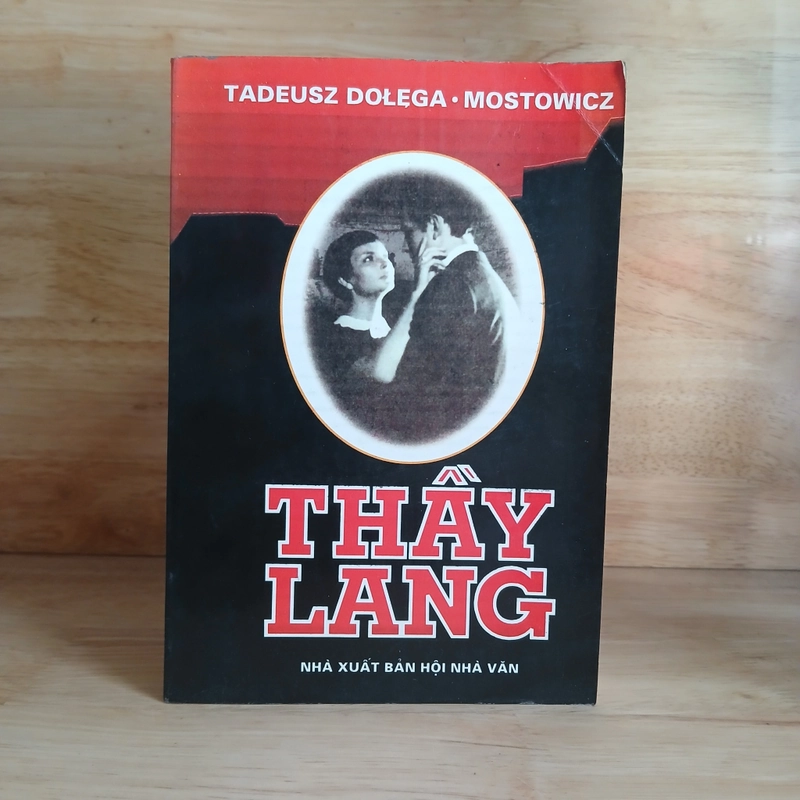 TADEUSZ DOŁĘGA • MOSTOWICZ
THẦY
LANG
NHÀ XUẤT BẢN HỘI NHÀ VĂN